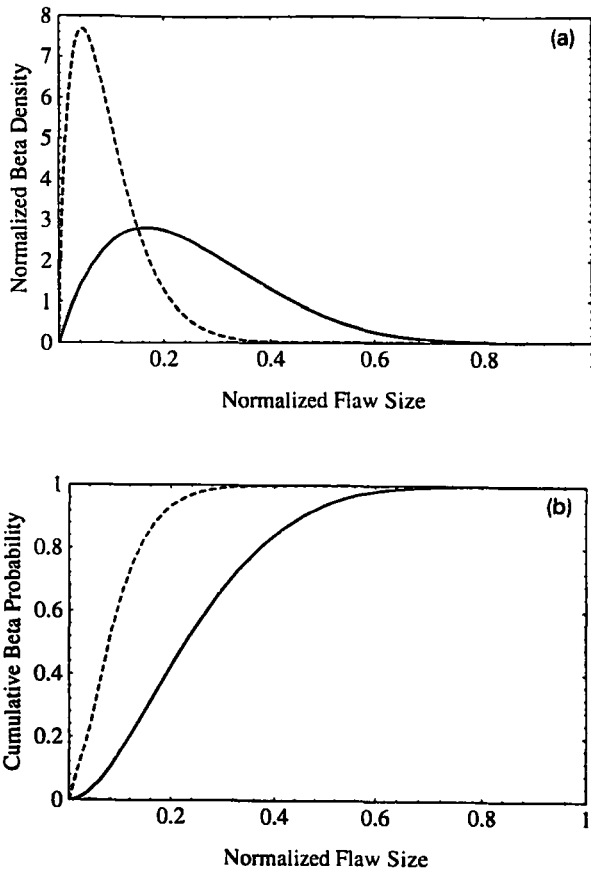 (a)
Normalized Beta Density
8
7
6
5
4
3
2
1
0
0.2 0.4 0.6 0.8 1
Normalized Flaw Size
(b)
Cumulative Beta Probability
1
0.8
0.6
0.4
0.2
0
0.2 0.4 0.6 0.8 1
Normalized Flaw Size